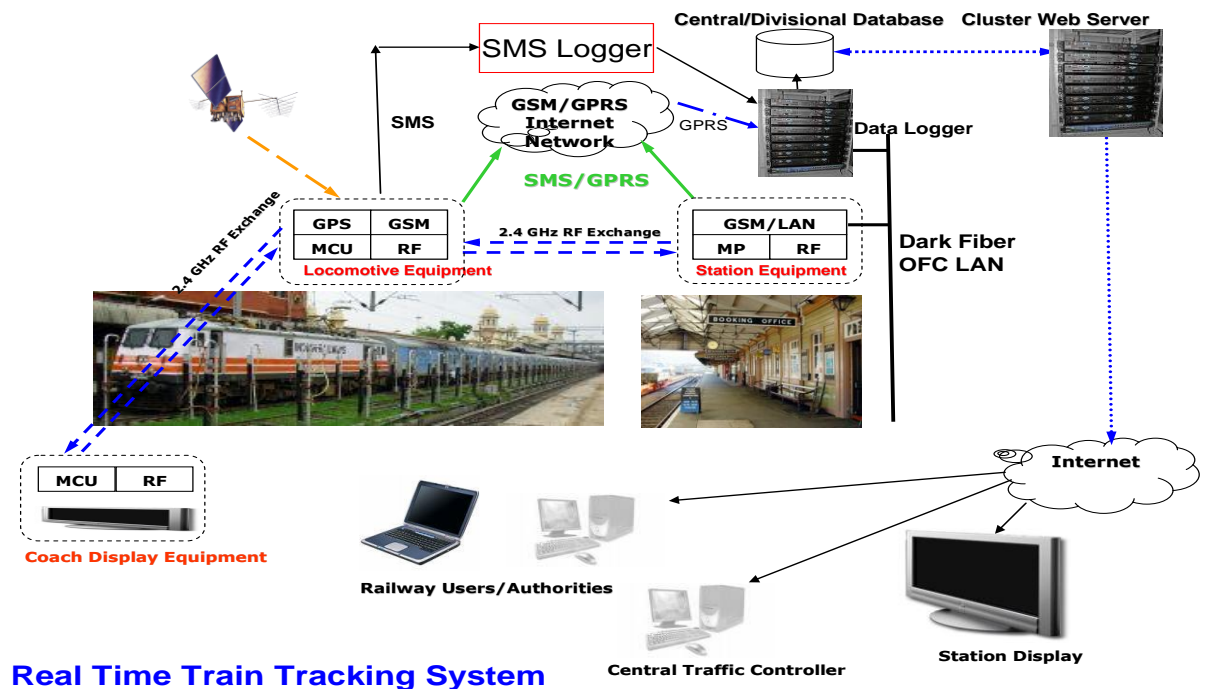 Central/Divisional Database
Cluster Web Server
SMS Logger
GSM/GPRS
Internet
Network
SMS
GPRS
Data Logger
SMS/GPRS
GPS GSM
MCU RF
Locomotive Equipment
2.4 GHz RF Exchange
2.4 GHz RF Exchange
GSM/LAN
MP RF
Station Equipment
Dark Fiber
OFC LAN
BOOKING OFFICE
MCU RF
Coach Display Equipment
Internet
Railway Users/Authorities
Central Traffic Controller
Station Display
Real Time Train Tracking System